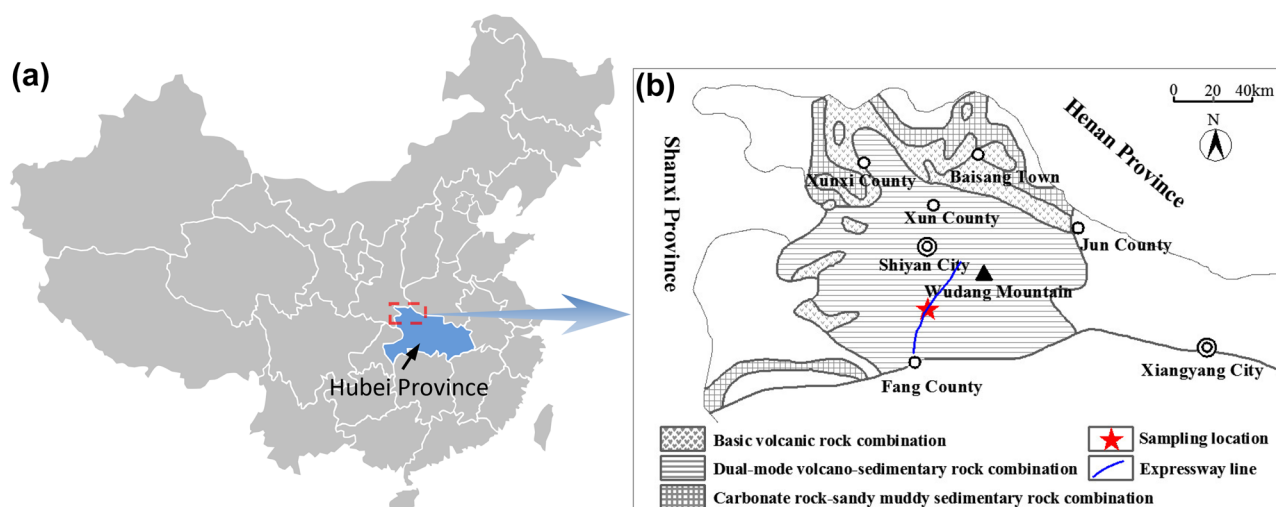 (a)
Hubei Province
(b)
0 20 40km
N
Henan Province
Shanxi Province
Xunxi County
Baisang Town
Xun County
Jun County
Shiyan City
Wudang Mountain
Fang County
Xiangyang City
Basic volcanic rock combination
Sampling location
Dual-mode volcano-sedimentary rock combination
Expressway line
Carbonate rock-sandy muddy sedimentary rock combination